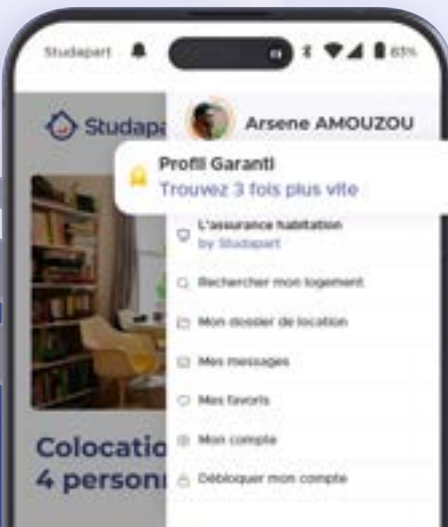 Studapart
83%
Studapa
Arsene AMOUZOU
Profil Garanti
Trouvez 3 fois plus vite
L'assurance habitation
by Studapart
Rechercher mon logement
Mon dossier de location
Mes messages
Mes favoris
Mon compte
Débloquer mon compte
Colocatio
4 person